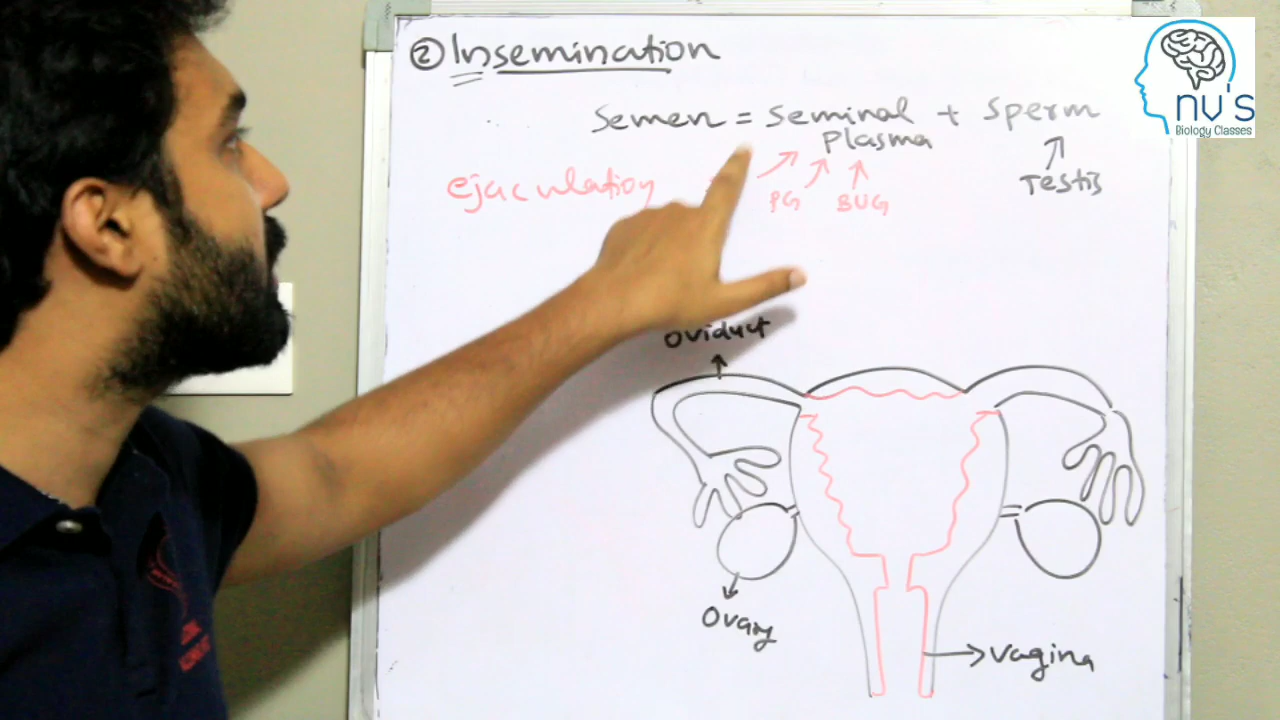 ② Insemination
Semen = Seminal + Sperm
Plasma
ejaculation
PG BUG
Testis
Oviduct
Ovary
Vagina
nv's
Biology Classes